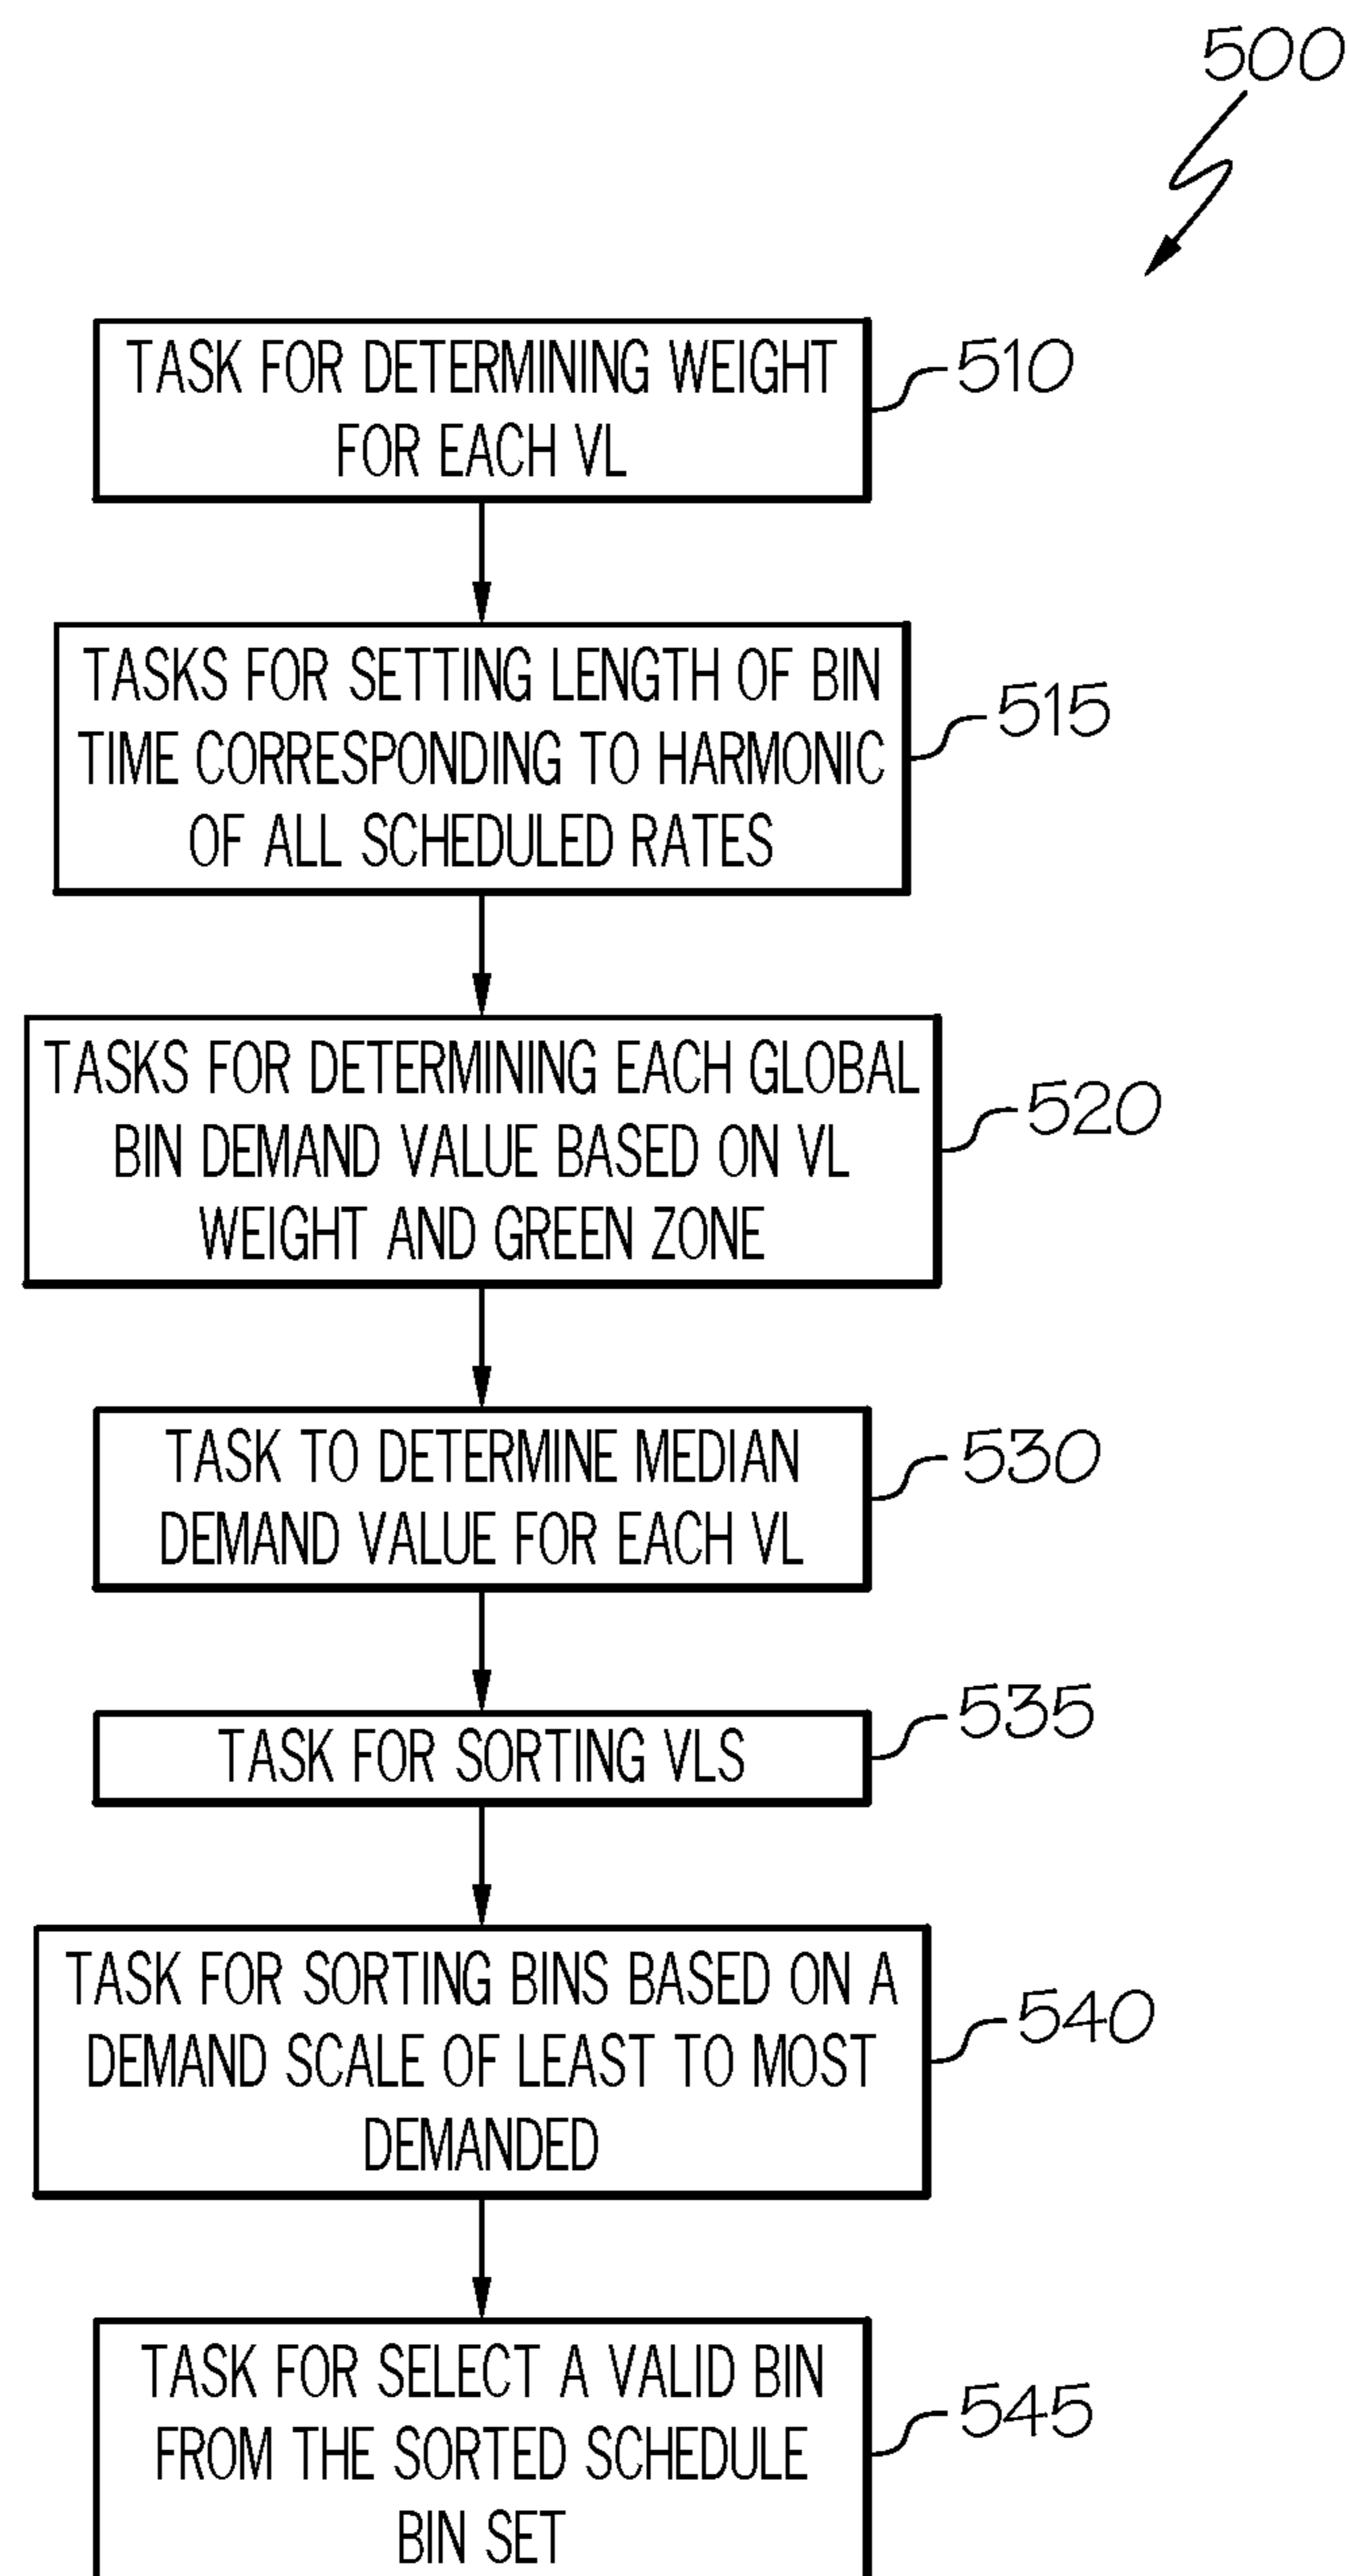 500
TASK FOR DETERMINING WEIGHT
FOR EACH VL
510
TASKS FOR SETTING LENGTH OF BIN
TIME CORRESPONDING TO HARMONIC
OF ALL SCHEDULED RATES
515
TASKS FOR DETERMINING EACH GLOBAL
BIN DEMAND VALUE BASED ON VL
WEIGHT AND GREEN ZONE
520
TASK TO DETERMINE MEDIAN
DEMAND VALUE FOR EACH VL
530
TASK FOR SORTING VLS
535
TASK FOR SORTING BINS BASED ON A
DEMAND SCALE OF LEAST TO MOST
DEMANDED
540
TASK FOR SELECT A VALID BIN
FROM THE SORTED SCHEDULE
BIN SET
545